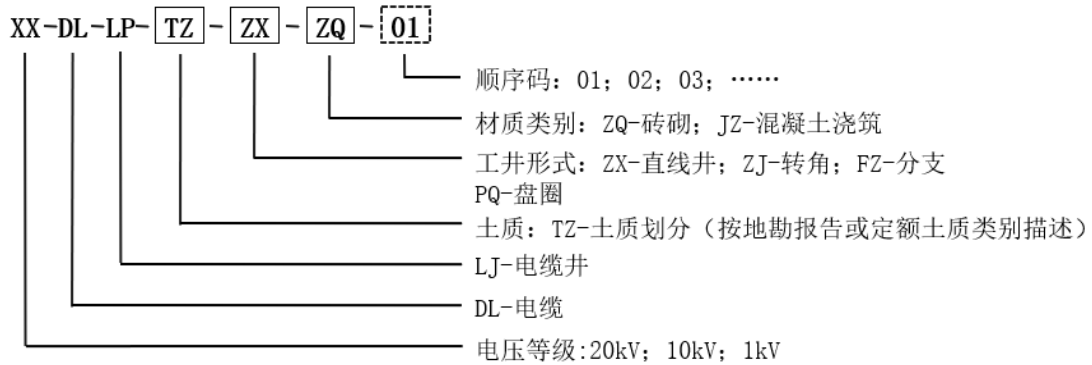 XX-DL-LP-TZ-ZX-ZQ-01
顺序码：01；02；03；……
材质类别：ZQ-砖砌；JZ-混凝土浇筑
工井形式：ZX-直线井；ZJ-转角；FZ-分支
PQ-盘圈
土质：TZ-土质划分（按地勘报告或定额土质类别描述）
LJ-电缆井
DL-电缆
电压等级:20kV；10kV；1kV